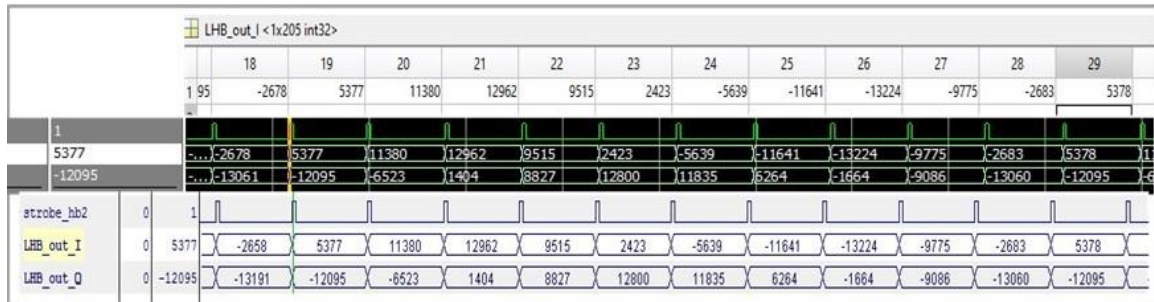 LHB_out_I <1x205 int32>
18 19 20 21 22 23 24 25 26 27 28 29
1 95 -2678 5377 11380 12962 9515 2423 -5639 -11641 -13224 -9775 -2683 5378
1
5377 -... -2678 5377 11380 12962 9515 2423 -5639 -11641 -13224 -9775 -2683 5378 11
-12095 -... -13061 -12095 -6523 1404 8827 12800 11835 6264 -1664 -9086 -13060 -12095 -6
strobe_hb2 0 1
LHB_out_I 0 5377 -2658 5377 11380 12962 9515 2423 -5639 -11641 -13224 -9775 -2683 5378
LHB_out_Q 0 -12095 -13191 -12095 -6523 1404 8827 12800 11835 6264 -1664 -9086 -13060 -12095